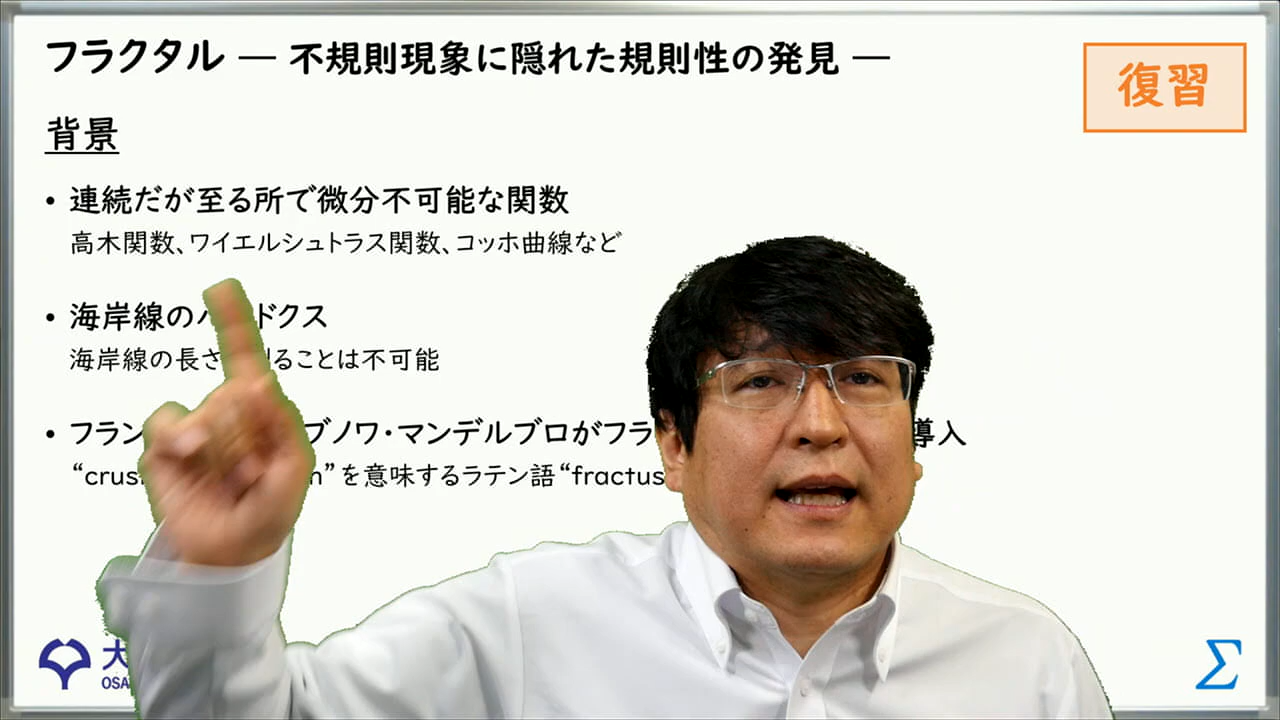 フラクタル ― 不規則現象に隠れた規則性の発見 ―
復習
背景
• 連続だが至る所で微分不可能な関数
高木関数、ワイエルシュトラス関数、コッホ曲線など
• 海岸線のパ ドクス
海岸線の長さ ることは不可能
• フラン ブノワ・マンデルブロがフラ 導入
“crus n”を意味するラテン語“fractus
大
OSA
Σ